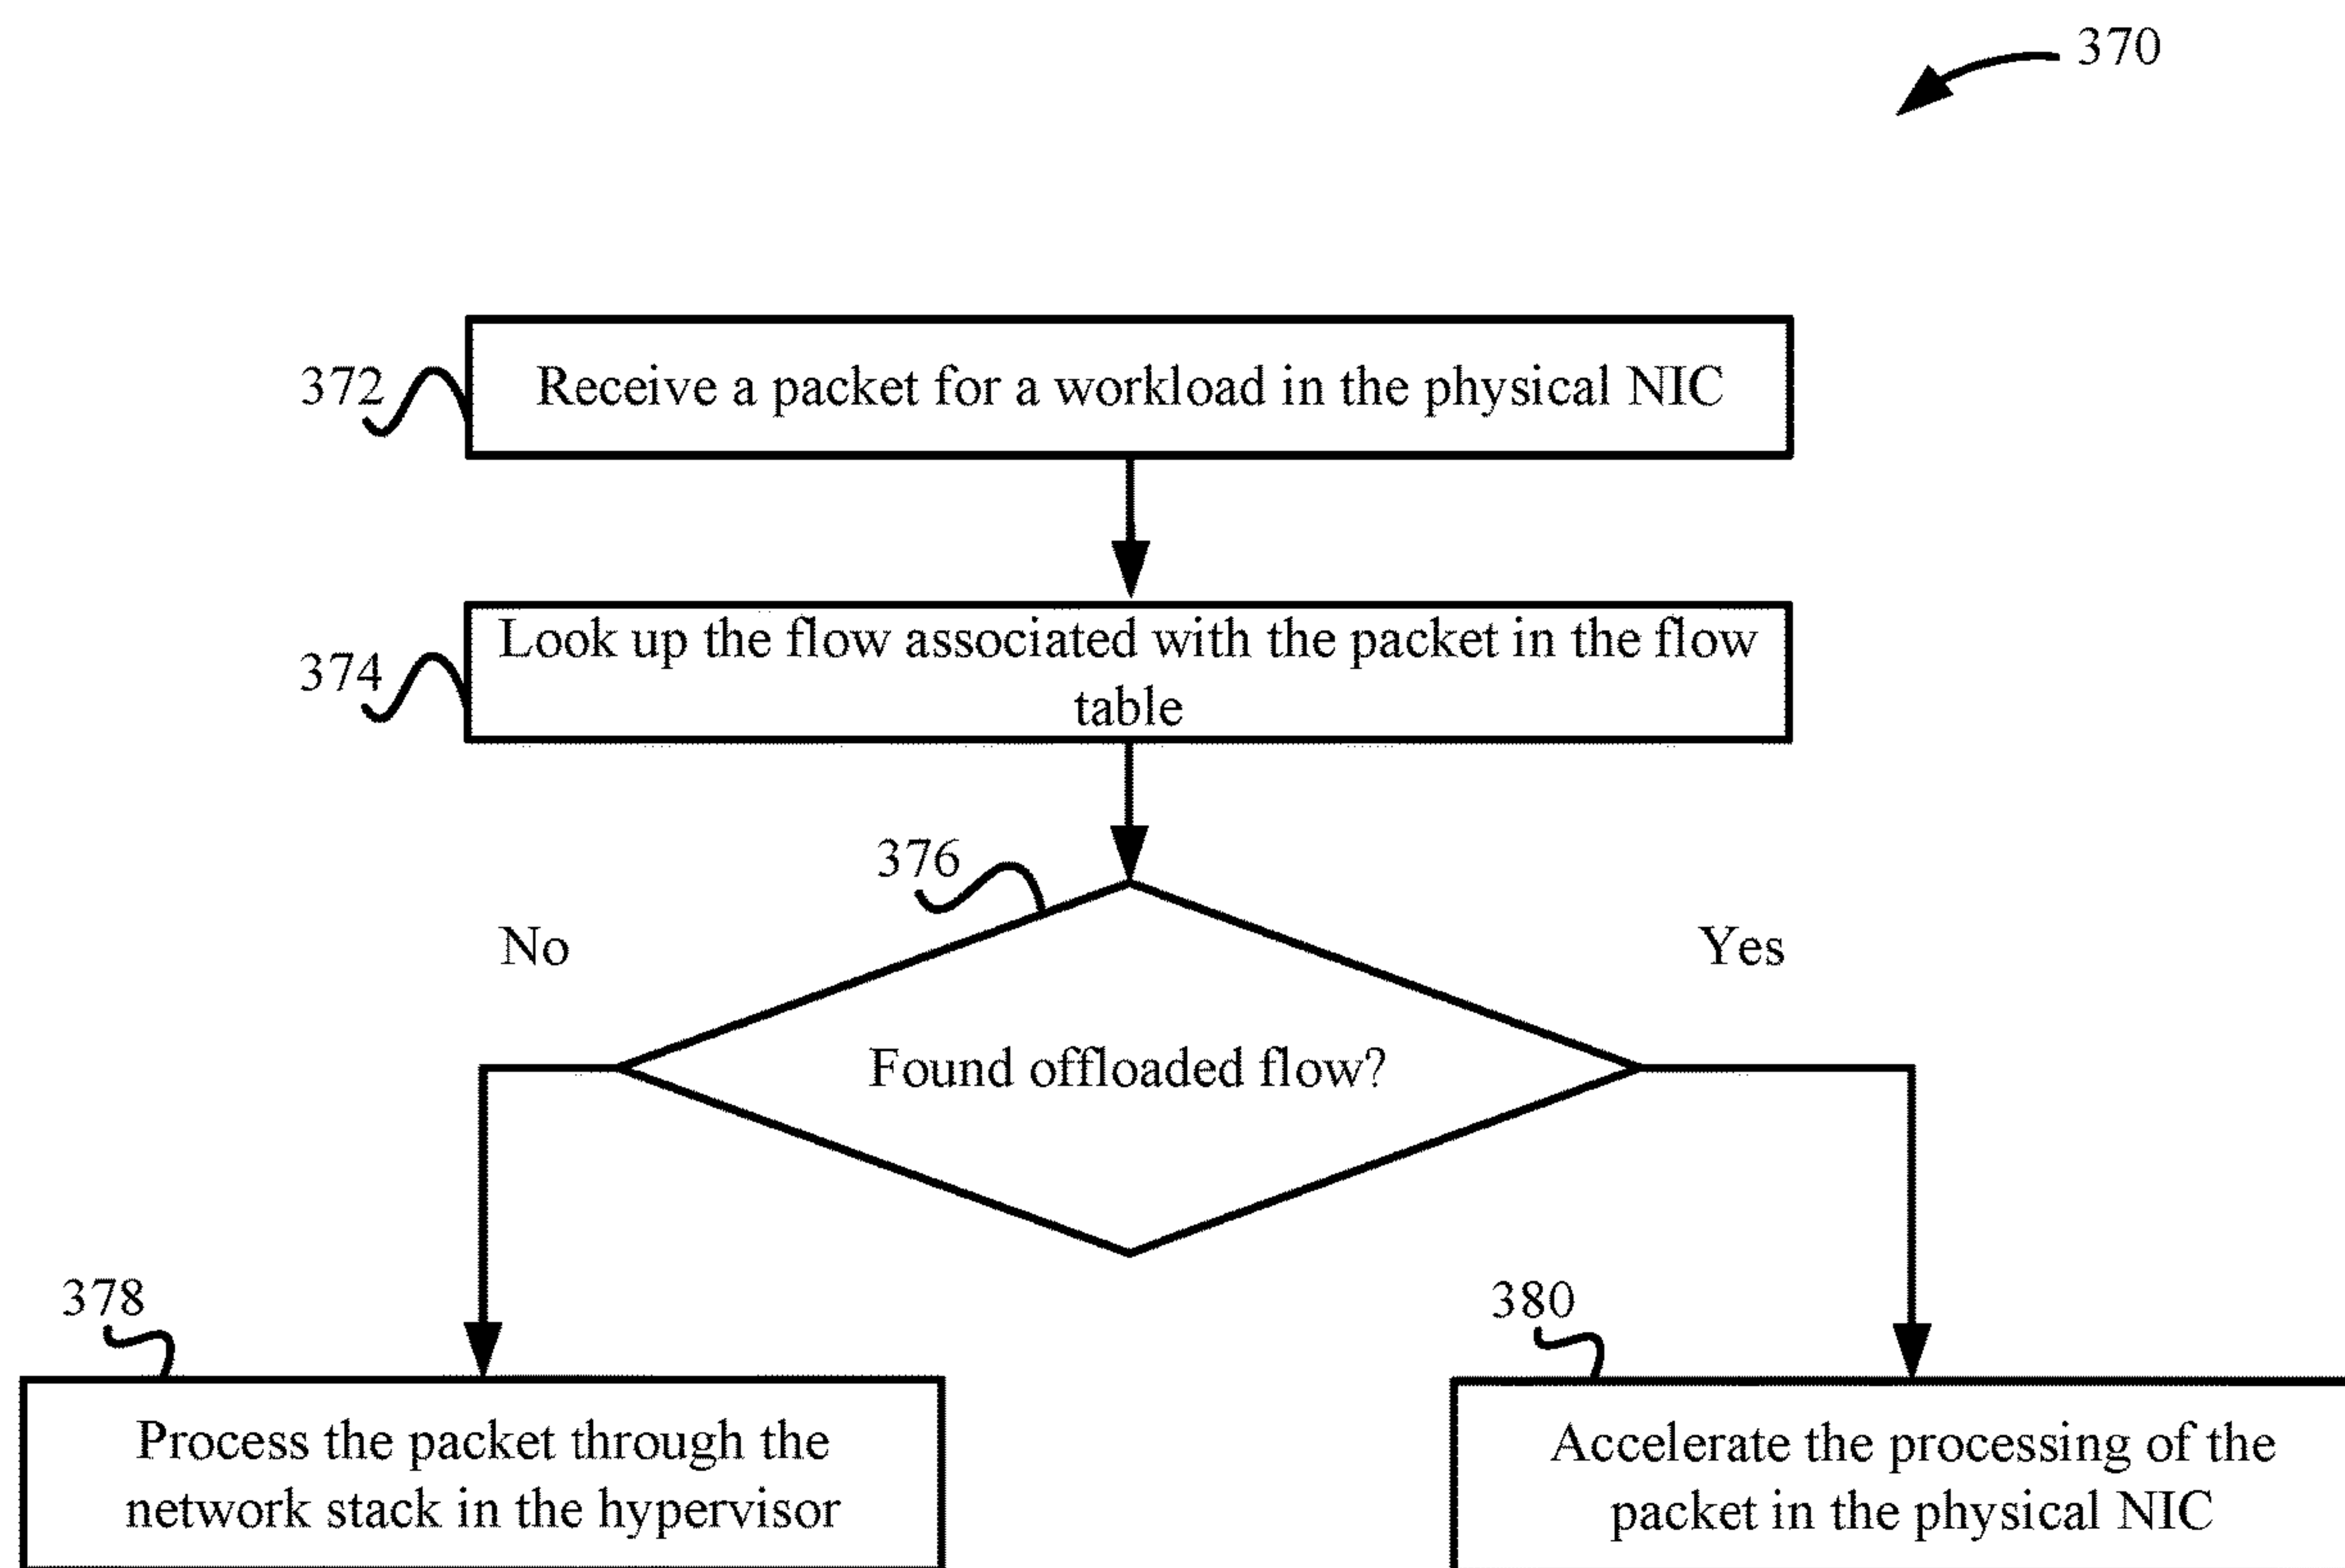 370
372
Receive a packet for a workload in the physical NIC
374
Look up the flow associated with the packet in the flow
table
376
No
Yes
Found offloaded flow?
378
380
Process the packet through the
network stack in the hypervisor
Accelerate the processing of the
packet in the physical NIC